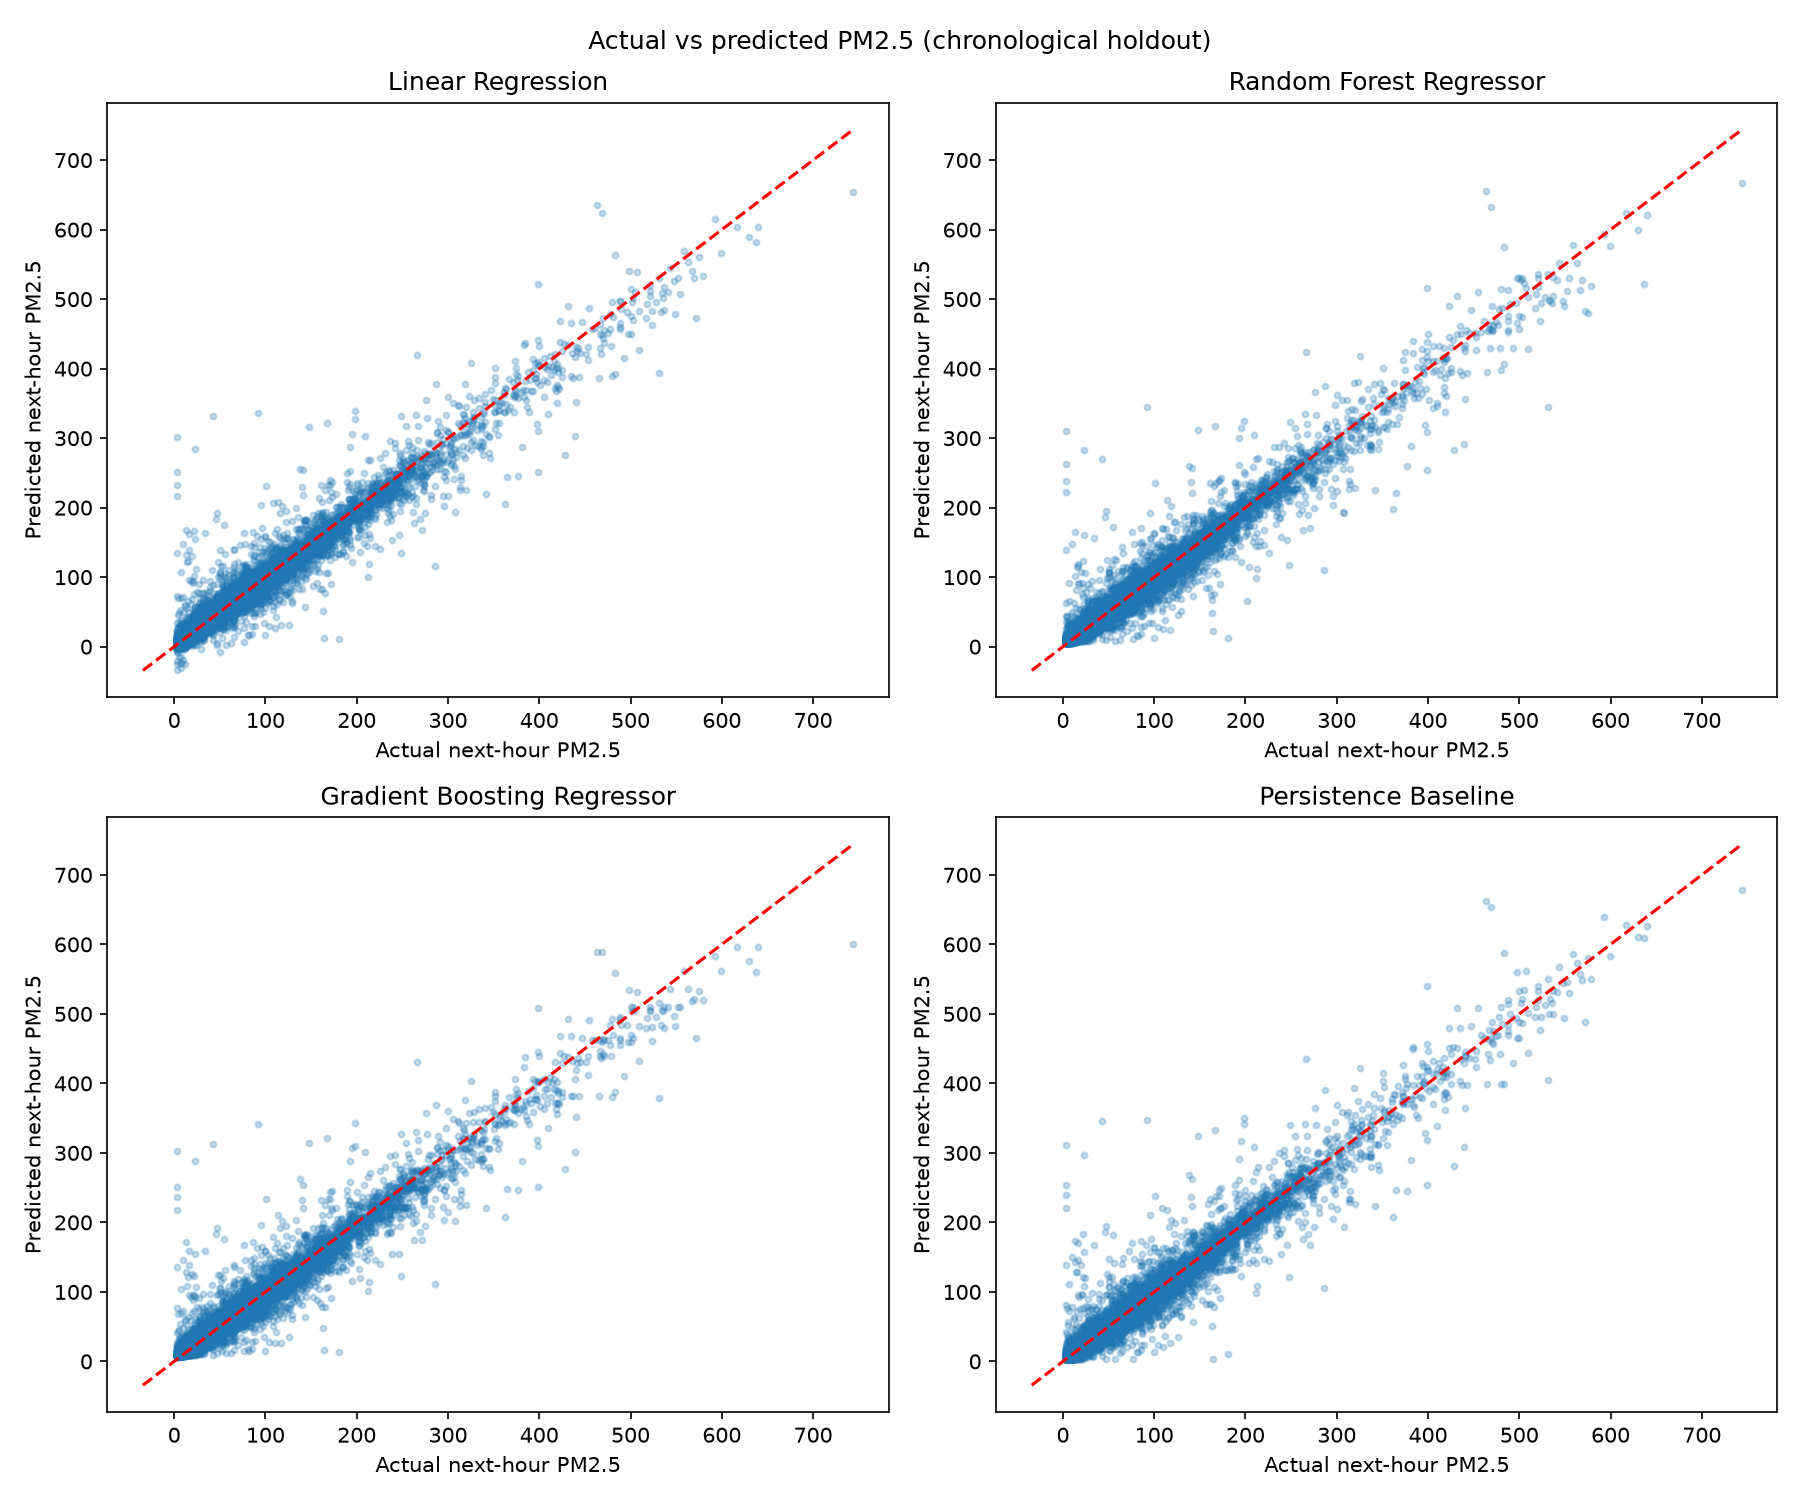 Actual vs predicted PM2.5 (chronological holdout)
Linear Regression
Predicted next-hour PM2.5
700
600
500
400
300
200
100
0
0 100 200 300 400 500 600 700
Actual next-hour PM2.5
Random Forest Regressor
Predicted next-hour PM2.5
700
600
500
400
300
200
100
0
0 100 200 300 400 500 600 700
Actual next-hour PM2.5
Gradient Boosting Regressor
Predicted next-hour PM2.5
700
600
500
400
300
200
100
0
0 100 200 300 400 500 600 700
Actual next-hour PM2.5
Persistence Baseline
Predicted next-hour PM2.5
700
600
500
400
300
200
100
0
0 100 200 300 400 500 600 700
Actual next-hour PM2.5